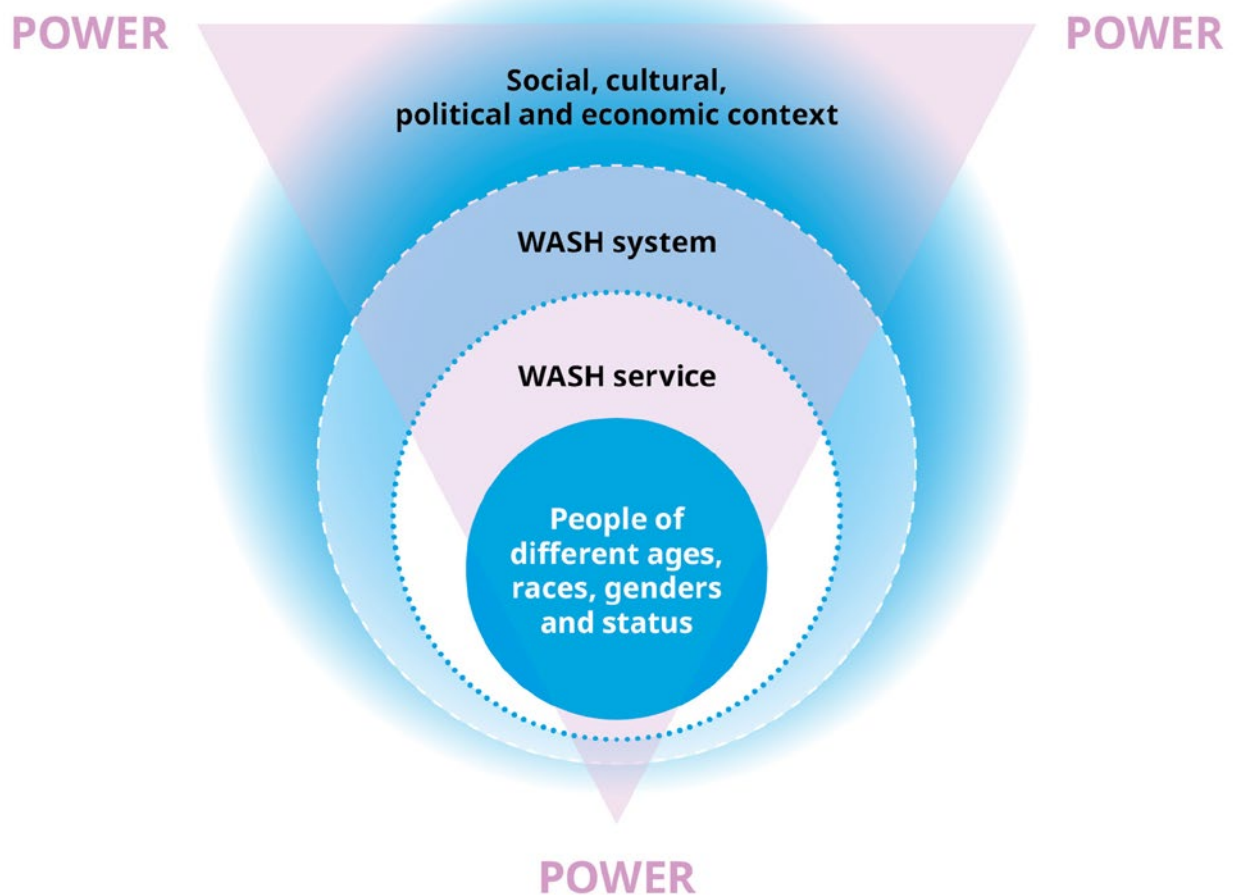 POWER
POWER
Social, cultural,
political and economic context
WASH system
WASH service
People of
different ages,
races, genders
and status
POWER